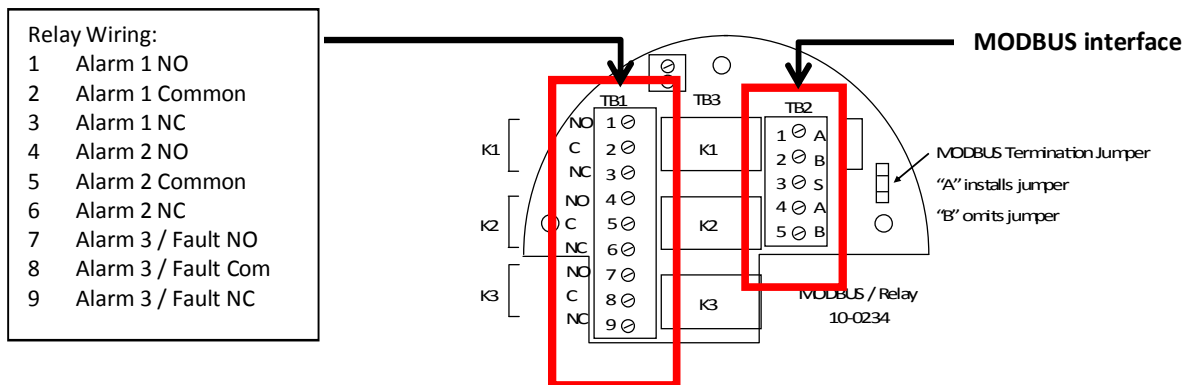 Relay Wiring:
1 Alarm 1 NO
2 Alarm 1 Common
3 Alarm 1 NC
4 Alarm 2 NO
5 Alarm 2 Common
6 Alarm 2 NC
7 Alarm 3 / Fault NO
8 Alarm 3 / Fault Com
9 Alarm 3 / Fault NC
MODBUS interface
TB1
TB3
TB2
K1
NO 1
C 2
NC 3
K2
NO 4
C 5
NC 6
K3
NO 7
C 8
NC 9
K1
K2
K3
1 A
2 B
3 S
4 A
5 B
MODBUS Termination Jumper
"A" installs jumper
"B" omits jumper
MODBUS / Relay
10-0234